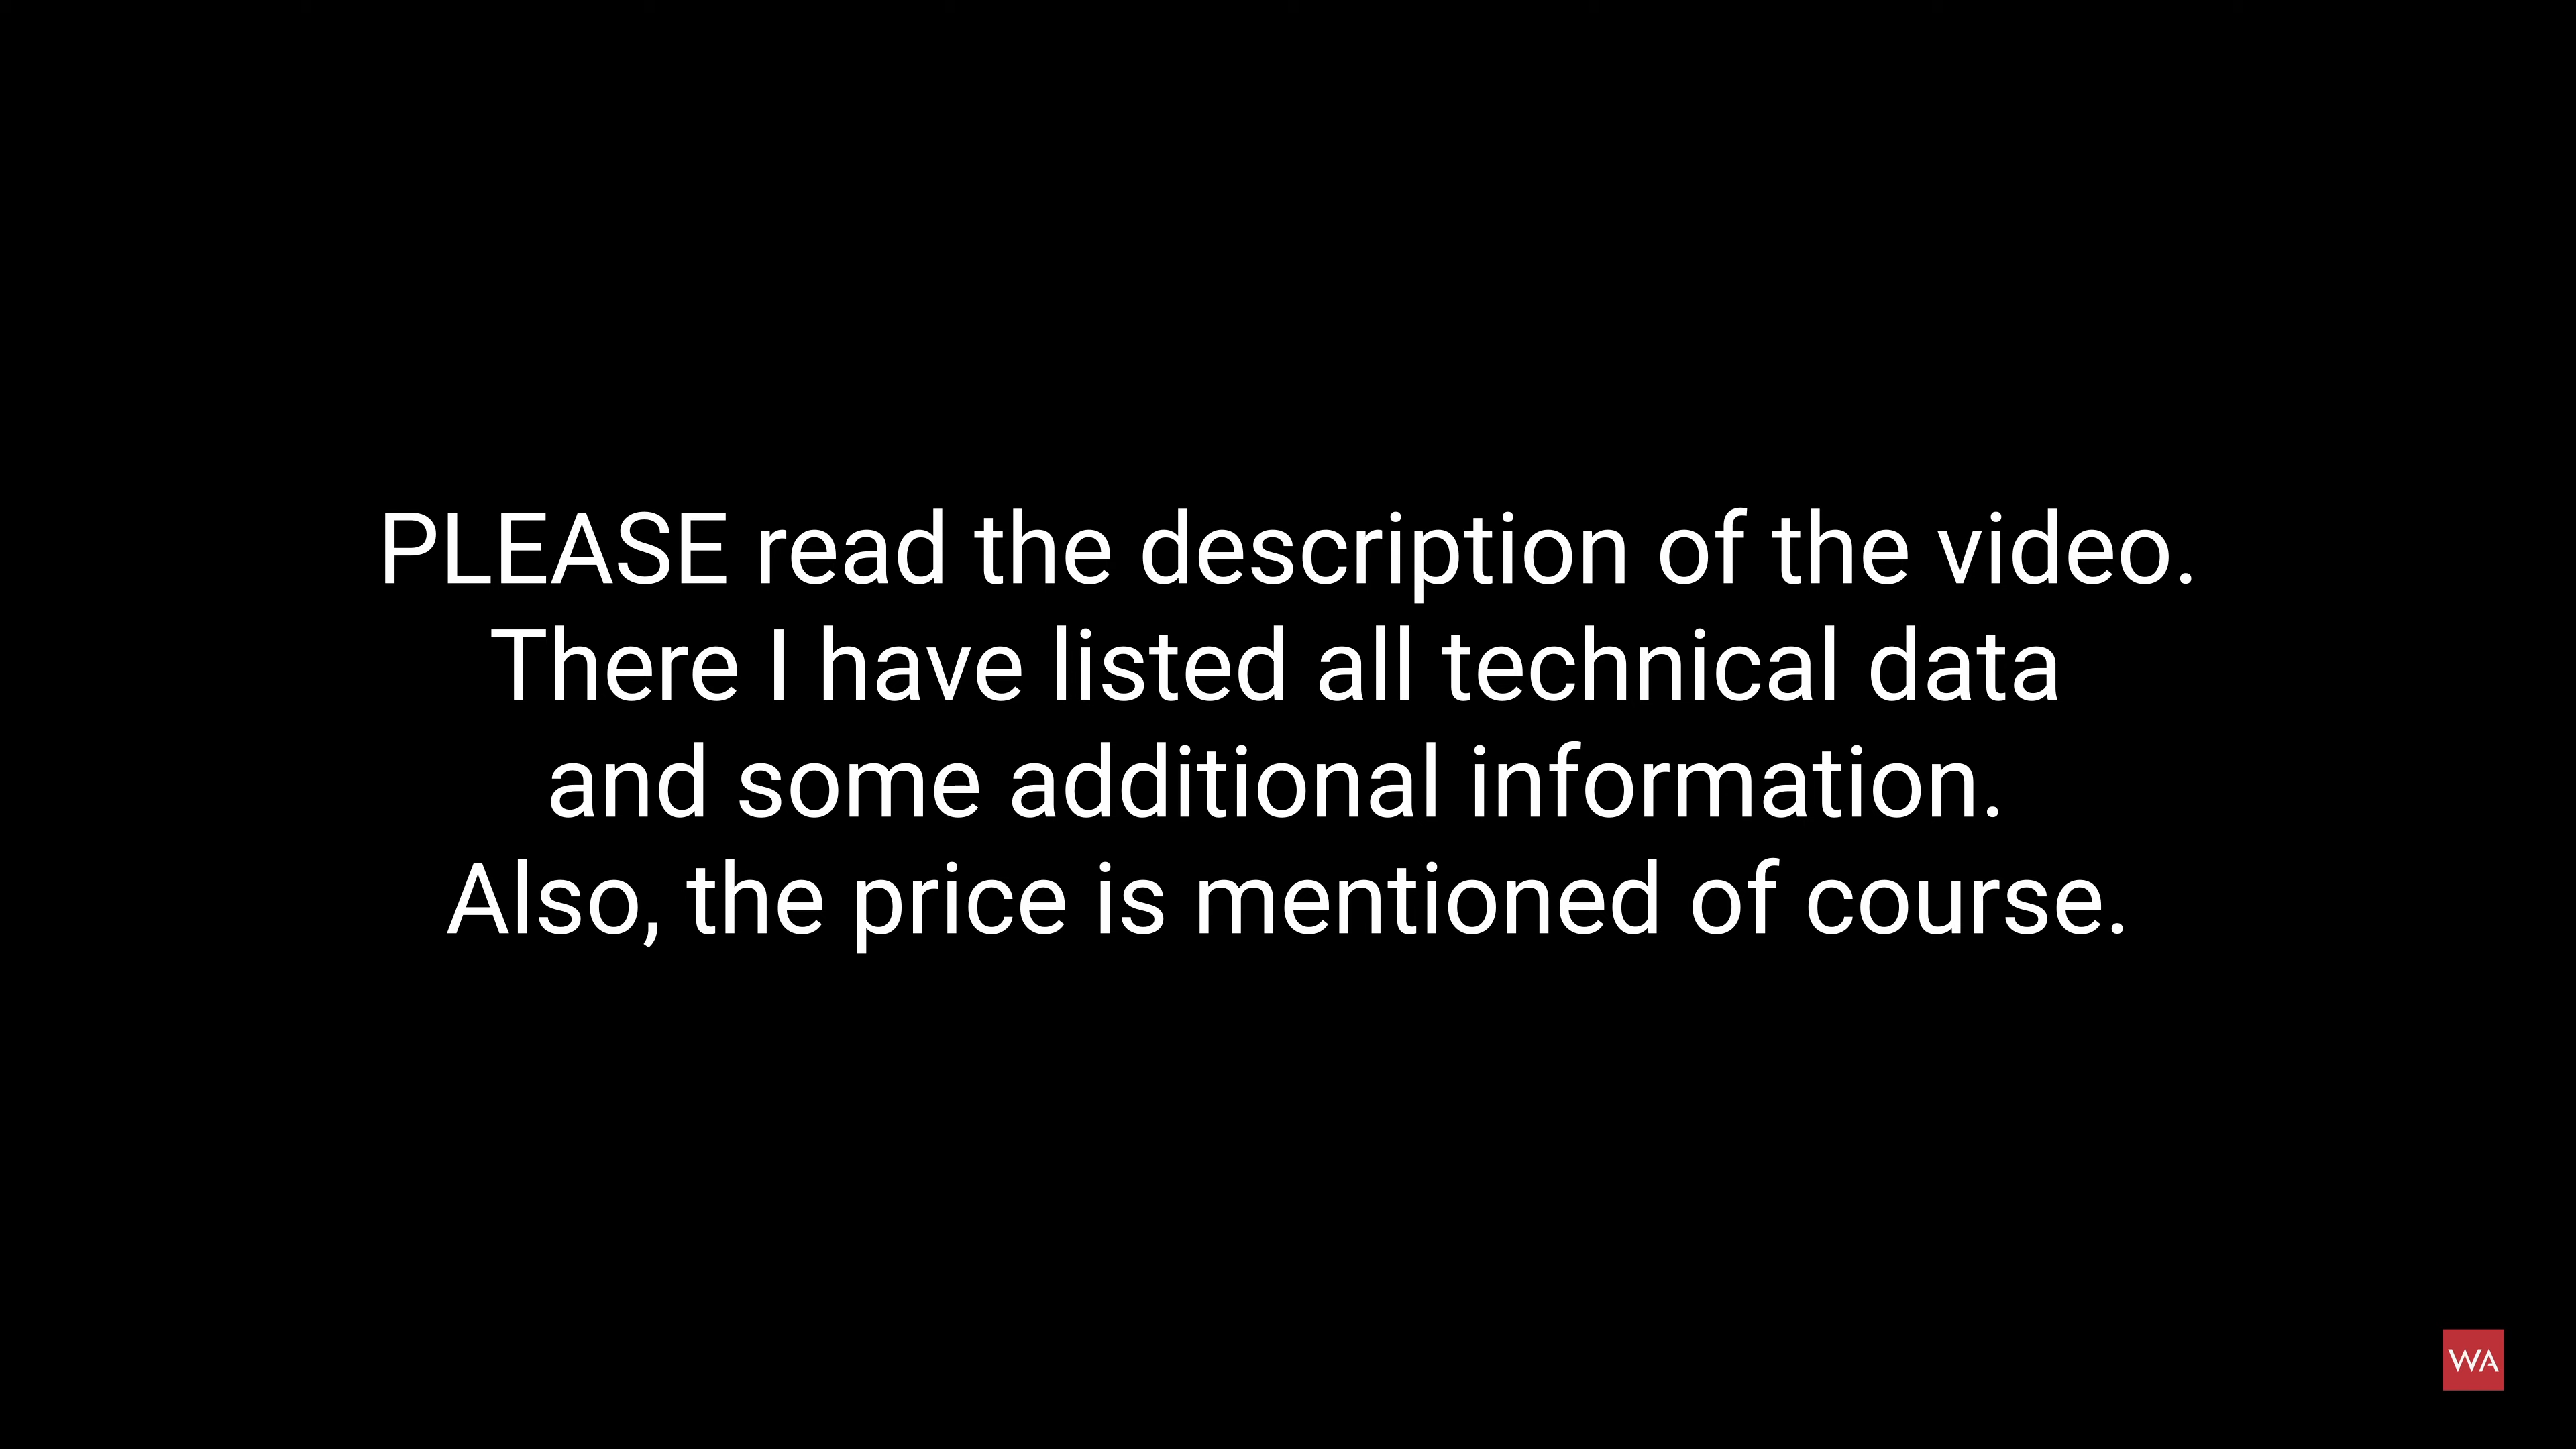 PLEASE read the description of the video.
There I have listed all technical data
and some additional information.
Also, the price is mentioned of course.
WA